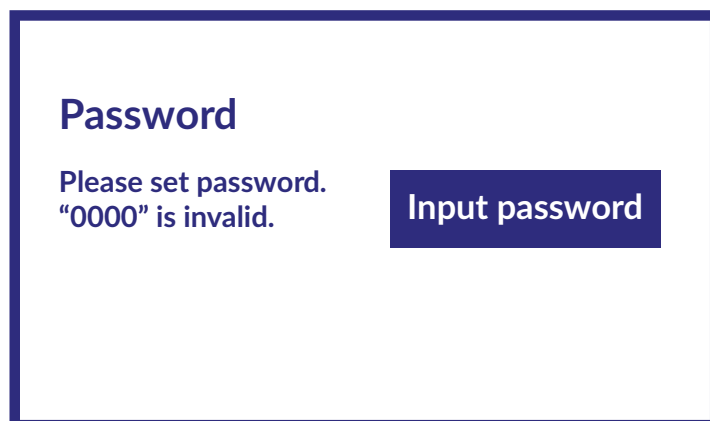 Password
Please set password.
“0000” is invalid.
Input password